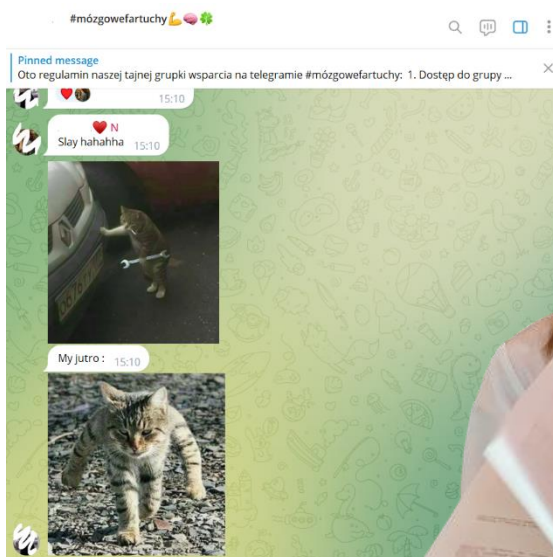 #mózgowefartuchy💪🧠🍀
Pinned message
Oto regulamin naszej tajnej grupki wsparcia na telegramie #mózgowefartuchy: 1. Dostęp do grupy ...
15:10
N
Slay hahahha 15:10
My jutro : 15:10